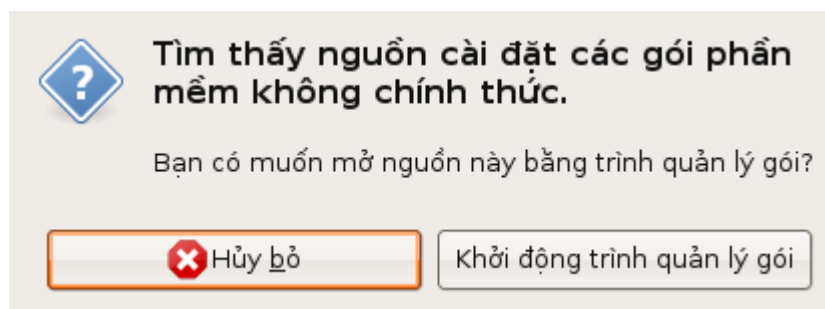 Tìm thấy nguồn cài đặt các gói phần
mềm không chính thức.
Bạn có muốn mở nguồn này bằng trình quản lý gói?
Hủy bỏ
Khởi động trình quản lý gói